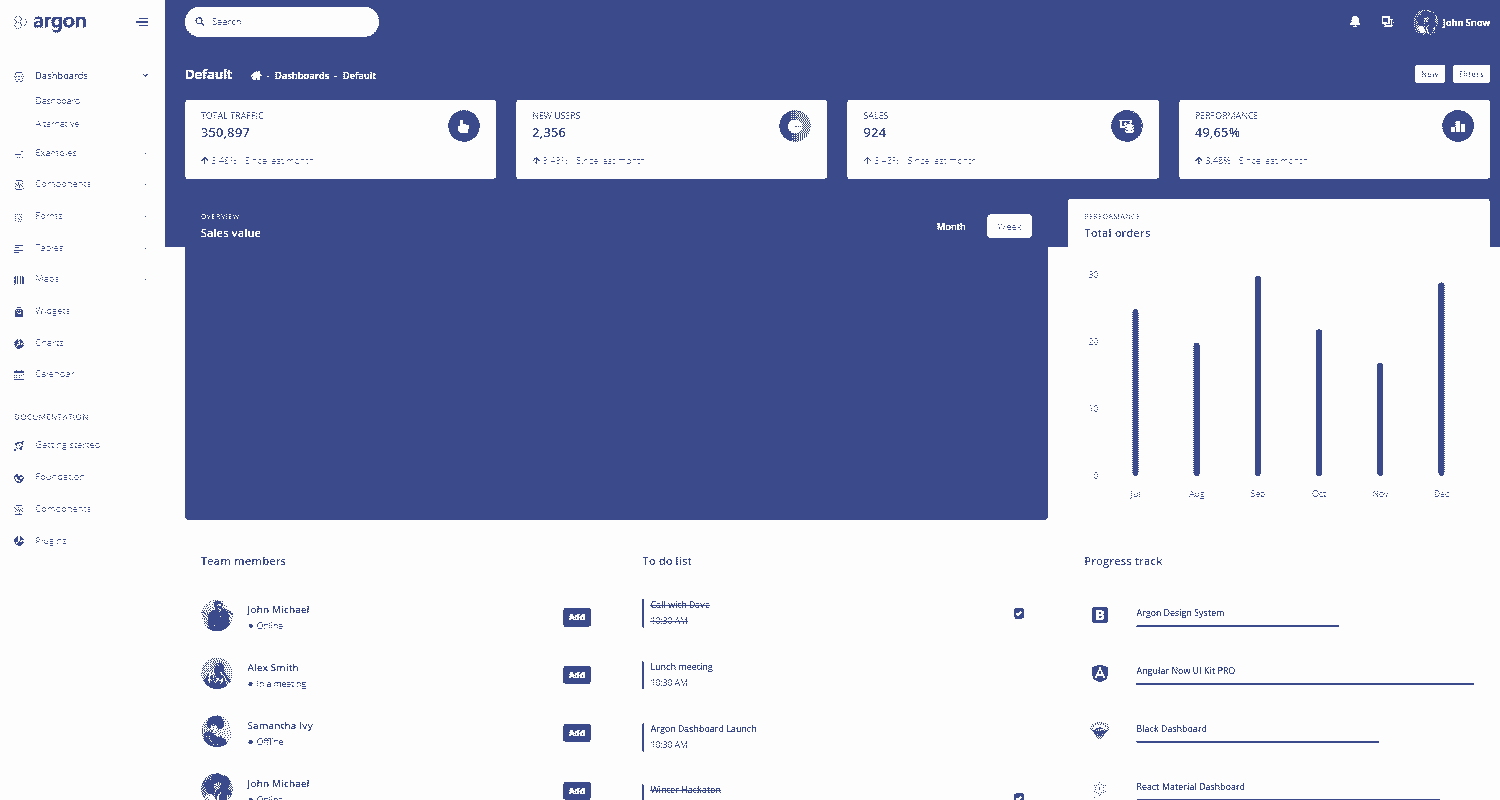 argon
Search
John Snow
Dashboards
Dashboard
Alternative
Examples
Components
Forms
Tables
Maps
Widgets
Charts
Calendar
DOCUMENTATION
Getting started
Foundation
Components
Plugins
Default
- Dashboards - Default
New
Filters
TOTAL TRAFFIC
350,897
3.48% Since last month
NEW USERS
2,356
3.48% Since last month
SALES
924
3.48% Since last month
PERFORMANCE
49,65%
3.48% Since last month
OVERVIEW
Sales value
Month
Week
PERFORMANCE
Total orders
30
20
10
0
Jul Aug Sep Oct Nov Dec
Team members
John Michael
● Online
Add
Alex Smith
● In a meeting
Add
Samantha Ivy
● Offline
Add
John Michael
● Online
Add
To do list
Call with Dave
10:30 AM
Lunch meeting
10:30 AM
Argon Dashboard Launch
10:30 AM
Winter Hackaton
Progress track
Argon Design System
Angular Now UI Kit PRO
Black Dashboard
React Material Dashboard